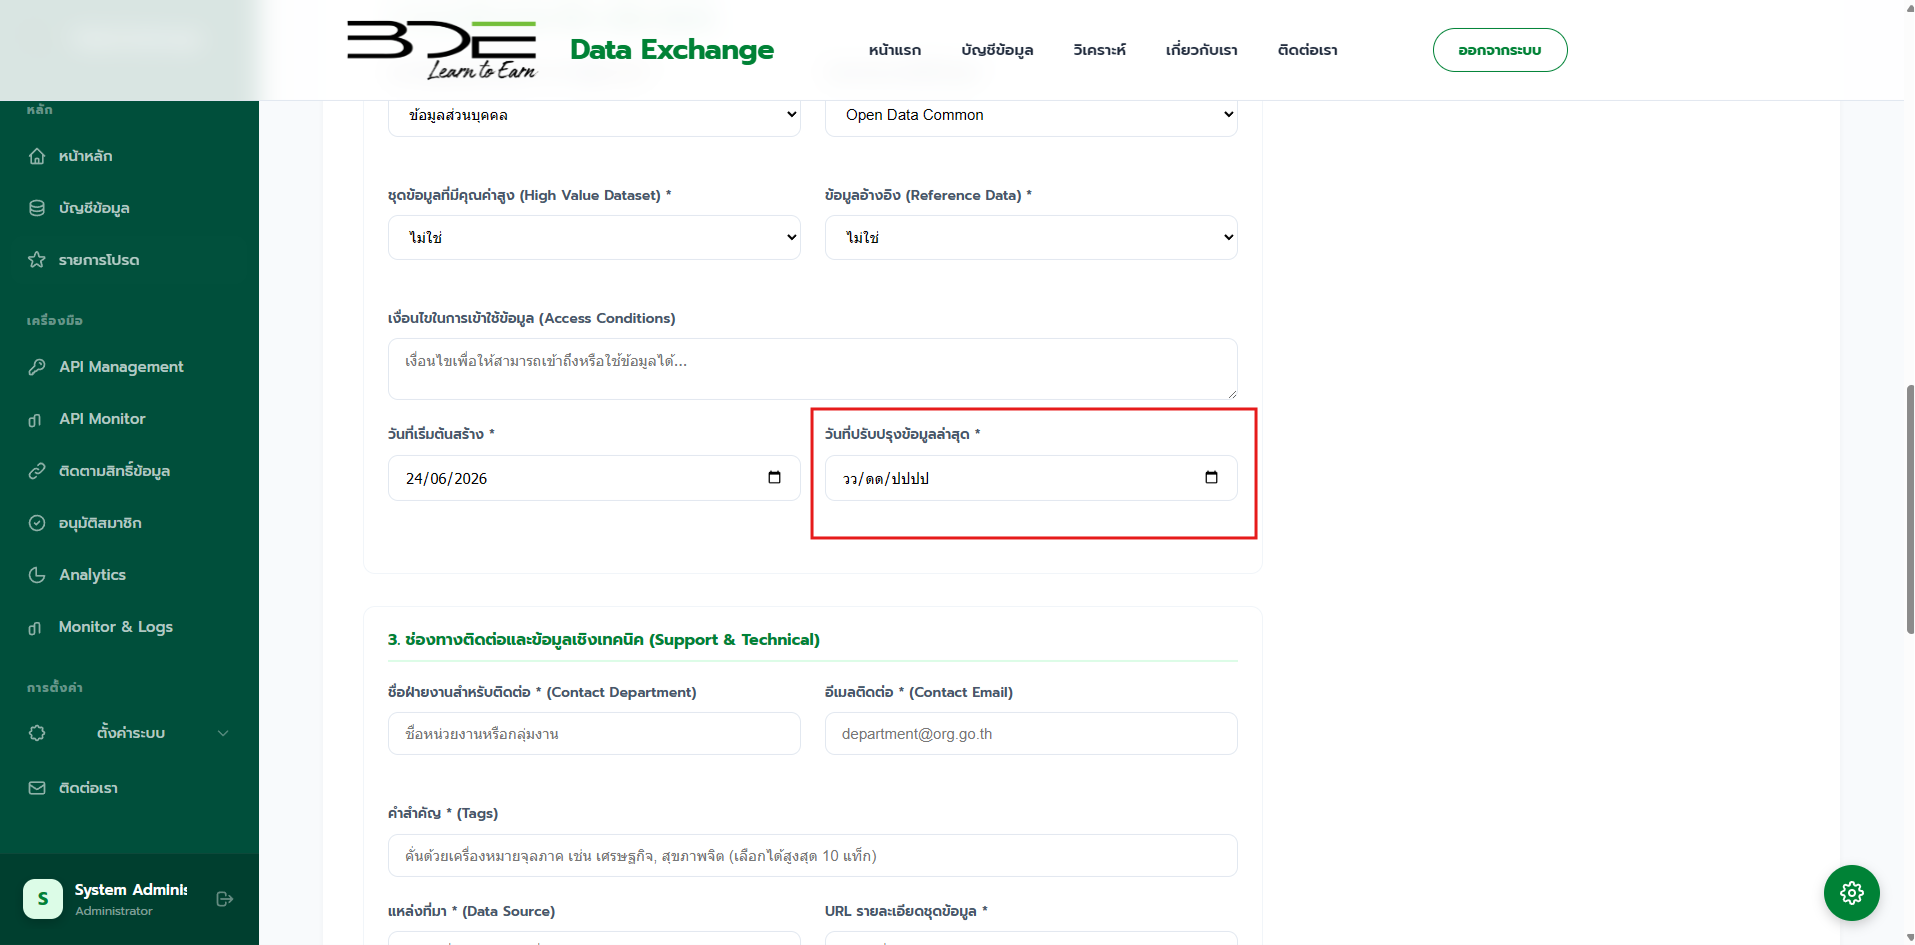 BDE
Learn to Earn
Data Exchange
หน้าแรก
บัญชีข้อมูล
วิเคราะห์
เกี่ยวกับเรา
ติดต่อเรา
ออกจากระบบ
หลัก
หน้าหลัก
บัญชีข้อมูล
รายการโปรด
เครื่องมือ
API Management
API Monitor
ติดตามสิทธิ์ข้อมูล
อนุมัติสมาชิก
Analytics
Monitor & Logs
การตั้งค่า
ตั้งค่าระบบ
ติดต่อเรา
S
System Adminis
Administrator
ข้อมูลส่วนบุคคล
Open Data Common
ชุดข้อมูลที่มีคุณค่าสูง (High Value Dataset) *
ข้อมูลอ้างอิง (Reference Data) *
ไม่ใช่
ไม่ใช่
เงื่อนไขในการเข้าใช้ข้อมูล (Access Conditions)
เงื่อนไขเพื่อให้สามารถเข้าถึงหรือใช้ข้อมูลได้...
วันที่เริ่มต้นสร้าง *
วันที่ปรับปรุงข้อมูลล่าสุด *
24/06/2026
วว/ดด/ปปปป
3. ช่องทางติดต่อและข้อมูลเชิงเทคนิค (Support & Technical)
ชื่อฝ่ายงานสำหรับติดต่อ * (Contact Department)
อีเมลติดต่อ * (Contact Email)
ชื่อหน่วยงานหรือกลุ่มงาน
department@org.go.th
คำสำคัญ * (Tags)
คั่นด้วยเครื่องหมายจุลภาค เช่น เศรษฐกิจ, สุขภาพจิต (เลือกได้สูงสุด 10 แท็ก)
แหล่งที่มา * (Data Source)
URL รายละเอียดชุดข้อมูล *